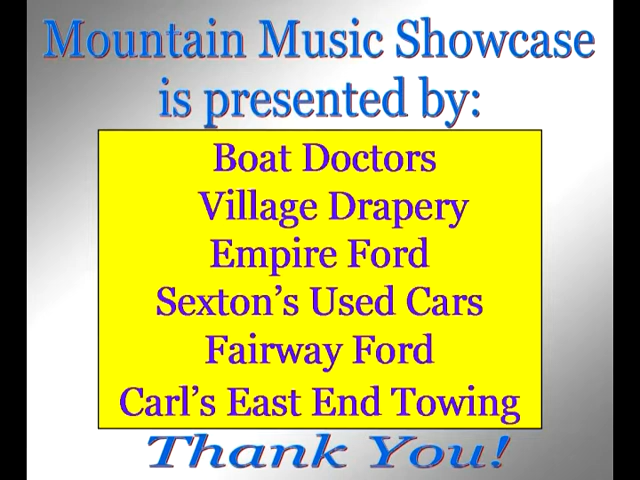 Mountain Music Showcase
is presented by:
Boat Doctors
Village Drapery
Empire Ford
Sexton’s Used Cars
Fairway Ford
Carl’s East End Towing
Thank You!